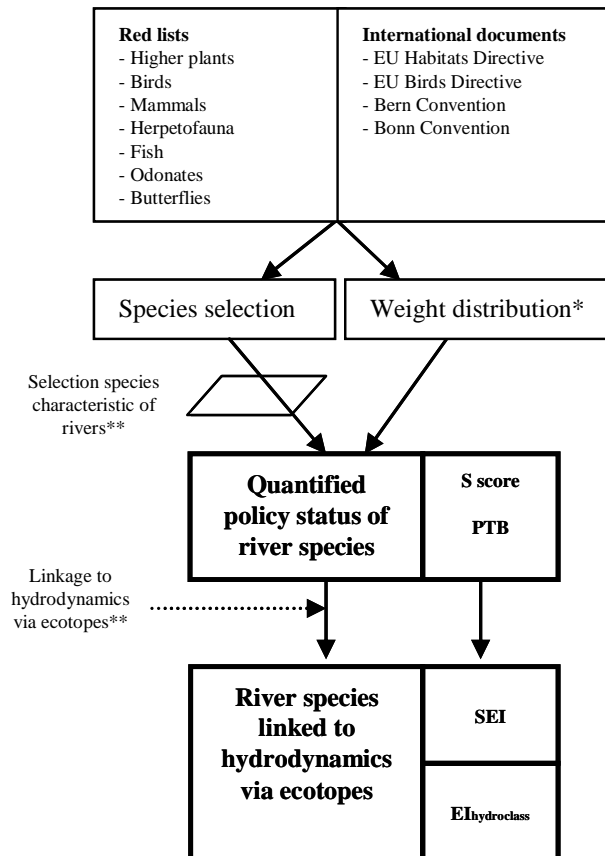 Red lists
- Higher plants
- Birds
- Mammals
- Herpetofauna
- Fish
- Odonates
- Butterflies
International documents
- EU Habitats Directive
- EU Birds Directive
- Bern Convention
- Bonn Convention
Species selection
Weight distribution*
Selection species
characteristic of
rivers**
Quantified
policy status of
river species
S score
PTB
Linkage to
hydrodynamics
via ecotopes**
River species
linked to
hydrodynamics
via ecotopes
SEI
EIhydroclass